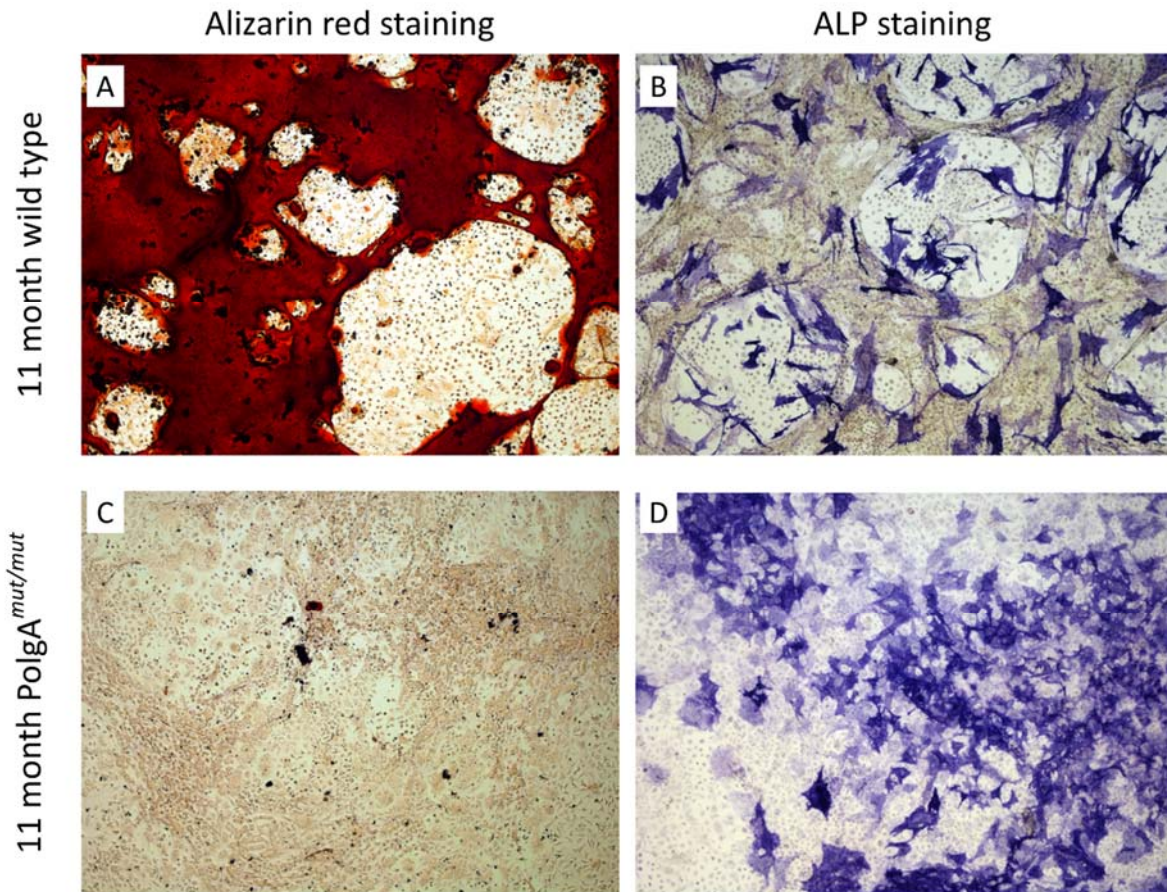 Alizarin red staining
ALP staining
11 month wild type
A
B
11 month PolgA^mut/mut
C
D